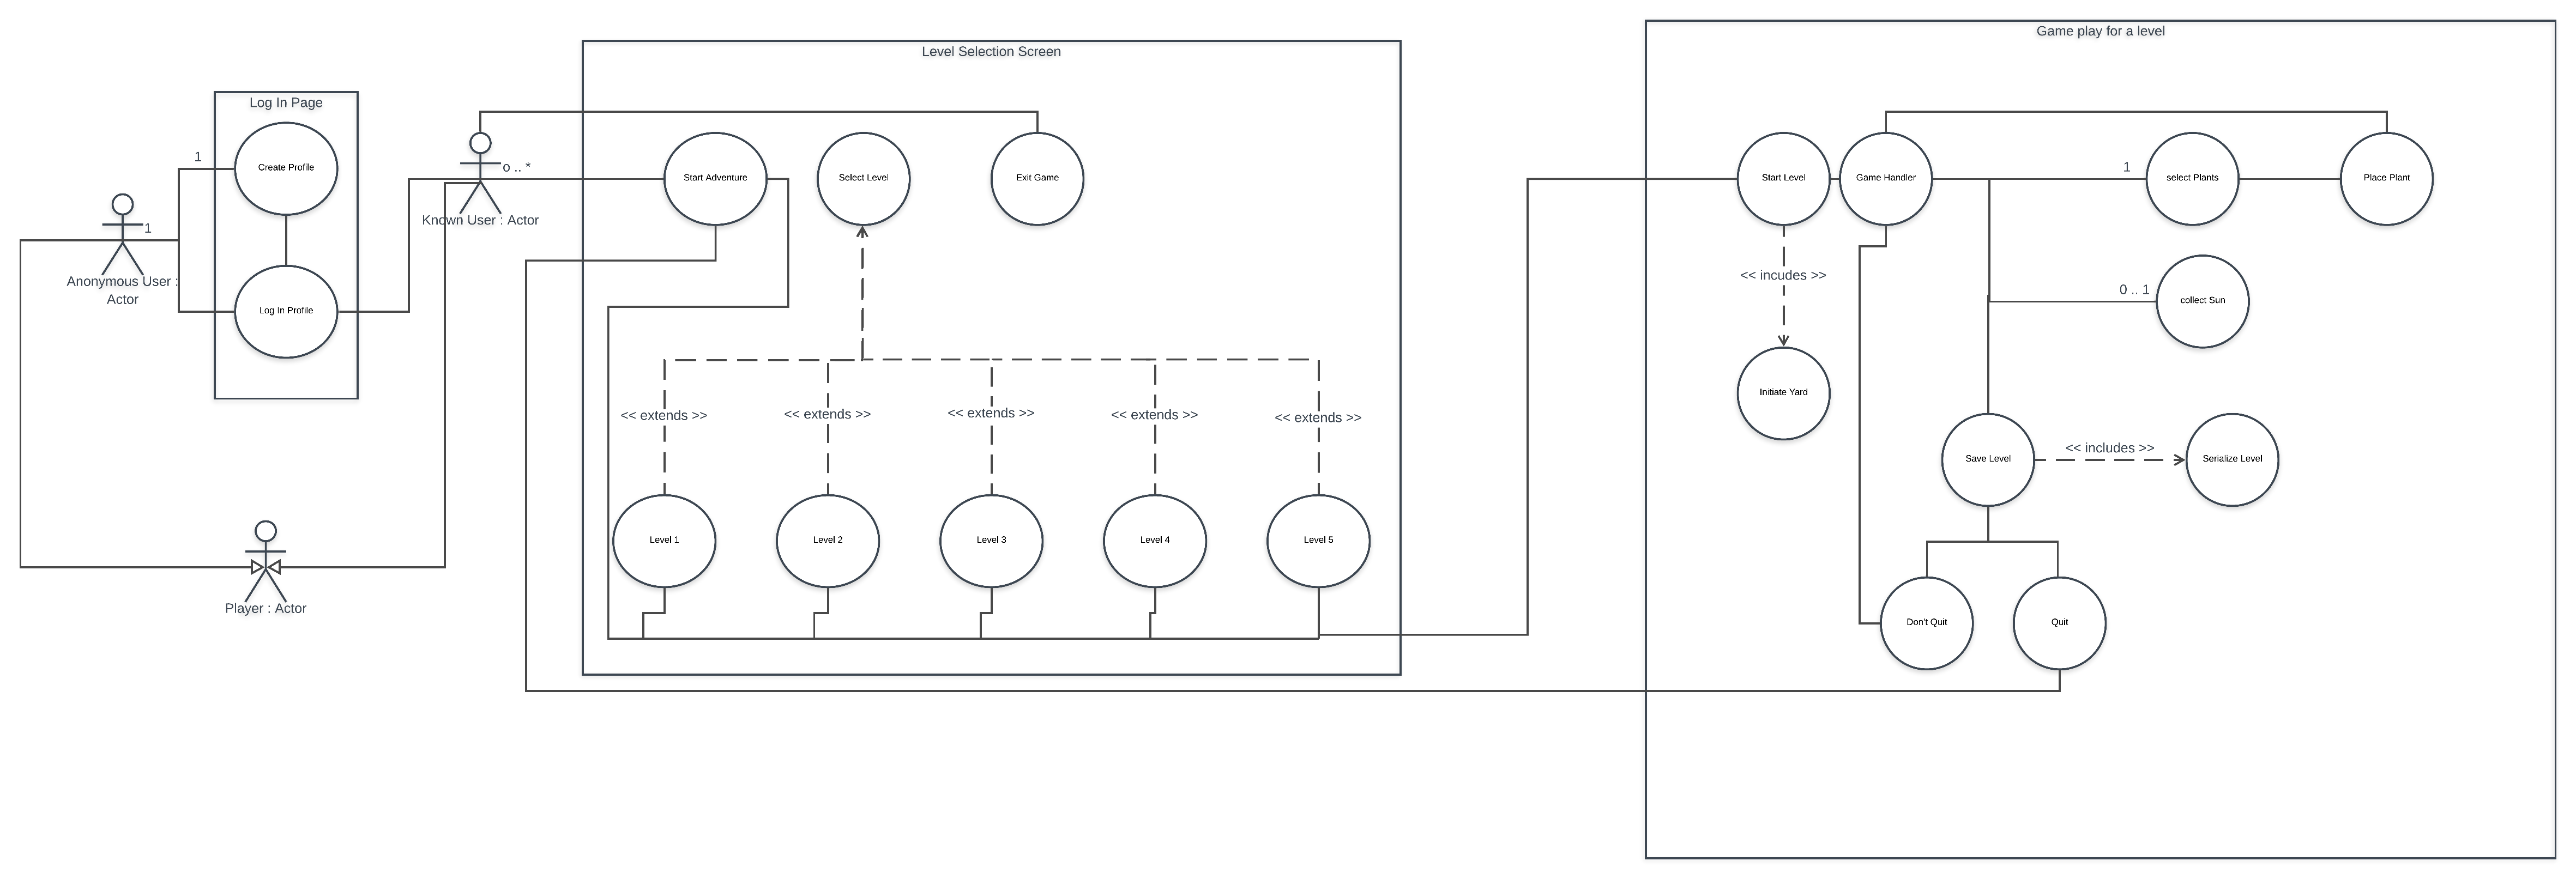 Log In Page
Create Profile
1
1
Anonymous User :
Actor
Log In Profile
Player : Actor
Known User : Actor
o .. *
Level Selection Screen
Start Adventure
Select Level
Exit Game
<< extends >>
<< extends >>
<< extends >>
<< extends >>
<< extends >>
Level 1
Level 2
Level 3
Level 4
Level 5
Game play for a level
Start Level
Game Handler
1
select Plants
Place Plant
<< incudes >>
0 .. 1
collect Sun
Initiate Yard
Save Level
<< includes >>
Serialize Level
Don't Quit
Quit